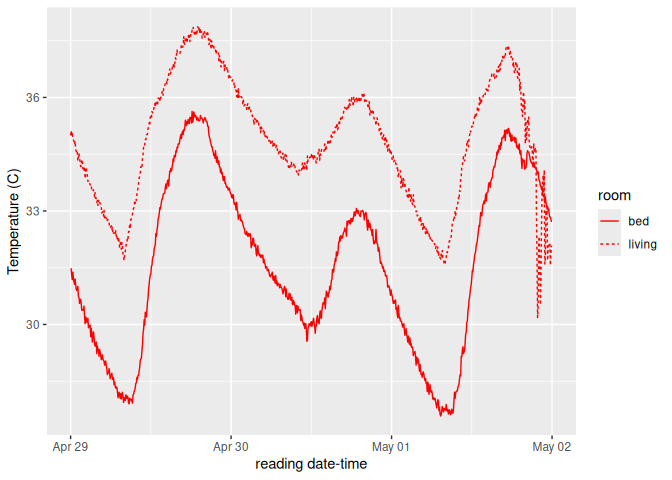 Temperature (C)
36
33
30
Apr 29 Apr 30 May 01 May 02
reading date-time
room
bed
living